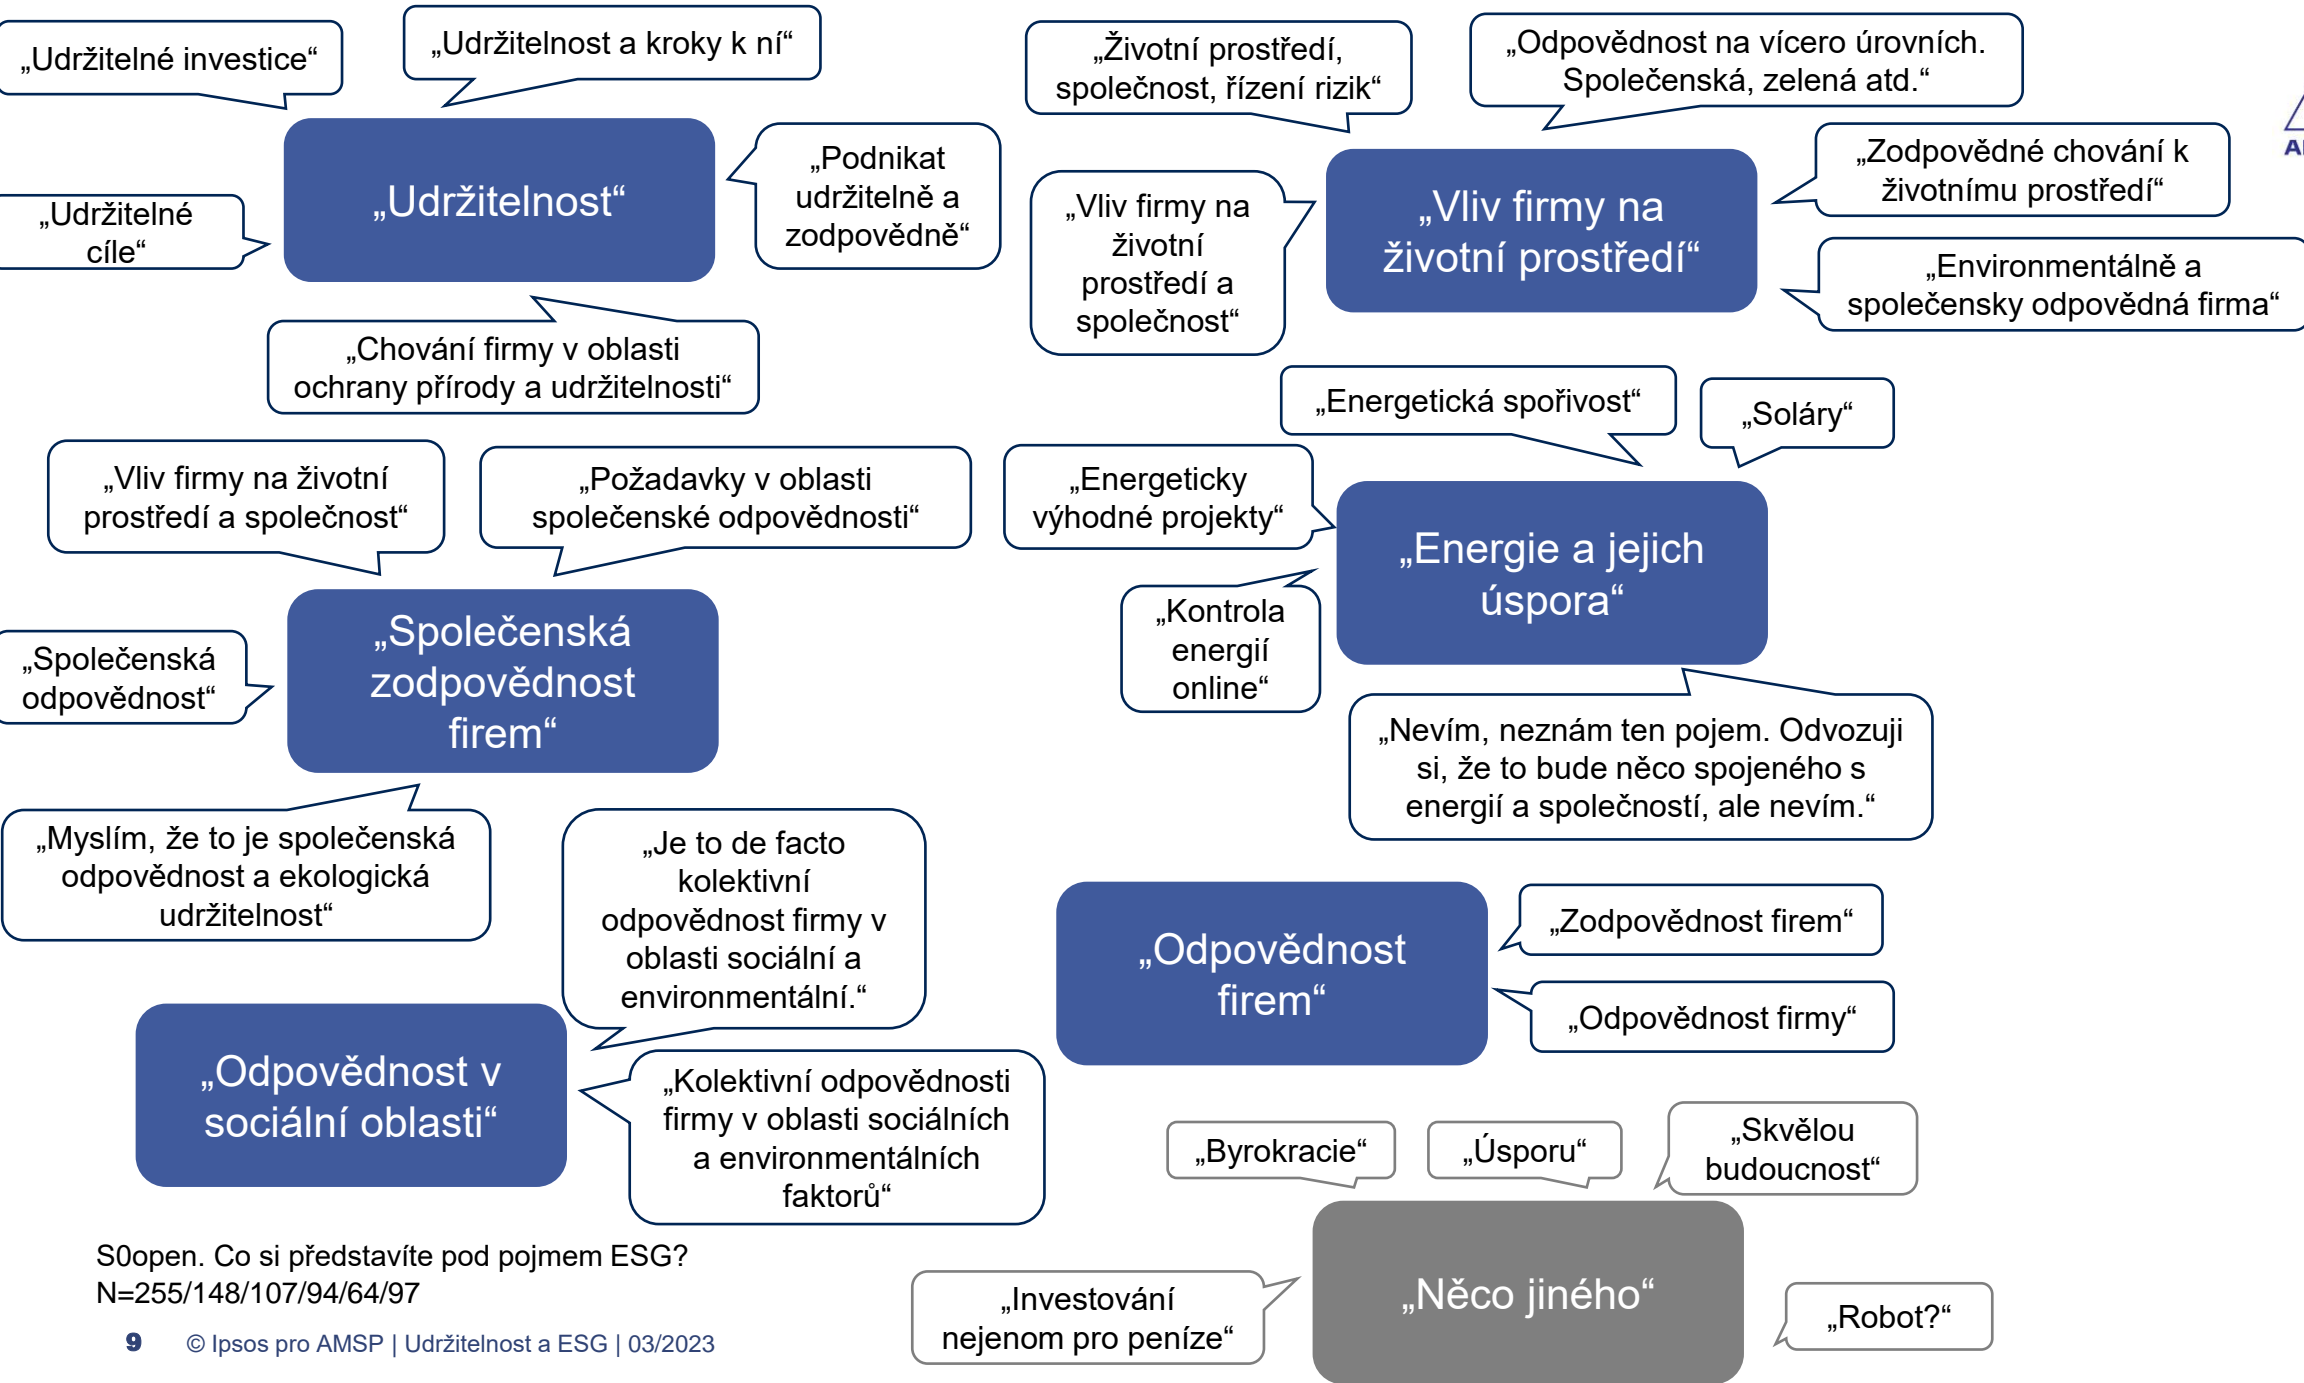 „Udržitelné investice“
„Udržitelnost a kroky k ní“
„Udržitelnost“
„Podnikat
udržitelně a
zodpovědně“
„Udržitelné
cíle“
„Chování firmy v oblasti
ochrany přírody a udržitelnosti“
„Životní prostředí,
společnost, řízení rizik“
„Odpovědnost na vícero úrovních.
Společenská, zelená atd.“
„Vliv firmy na
životní prostředí“
„Zodpovědné chování k
životnímu prostředí“
„Vliv firmy na
životní
prostředí a
společnost“
„Environmentálně a
společensky odpovědná firma“
„Vliv firmy na životní
prostředí a společnost“
„Požadavky v oblasti
společenské odpovědnosti“
„Společenská
zodpovědnost
firem“
„Společenská
odpovědnost“
„Myslím, že to je společenská
odpovědnost a ekologická
udržitelnost“
„Energetická spořivost“
„Soláry“
„Energeticky
výhodné projekty“
„Energie a jejich
úspora“
„Kontrola
energií
online“
„Nevím, neznám ten pojem. Odvozuji
si, že to bude něco spojeného s
energií a společností, ale nevím.“
„Je to de facto
kolektivní
odpovědnost firmy v
oblasti sociální a
environmentální.“
„Odpovědnost v
sociální oblasti“
„Kolektivní odpovědnosti
firmy v oblasti sociálních
a environmentálních
faktorů“
„Odpovědnost
firem“
„Zodpovědnost firem“
„Odpovědnost firmy“
„Byrokracie“
„Úsporu“
„Skvělou
budoucnost“
„Něco jiného“
„Investování
nejenom pro peníze“
„Robot?“
S0open. Co si představíte pod pojmem ESG?
N=255/148/107/94/64/97
9 © Ipsos pro AMSP | Udržitelnost a ESG | 03/2023